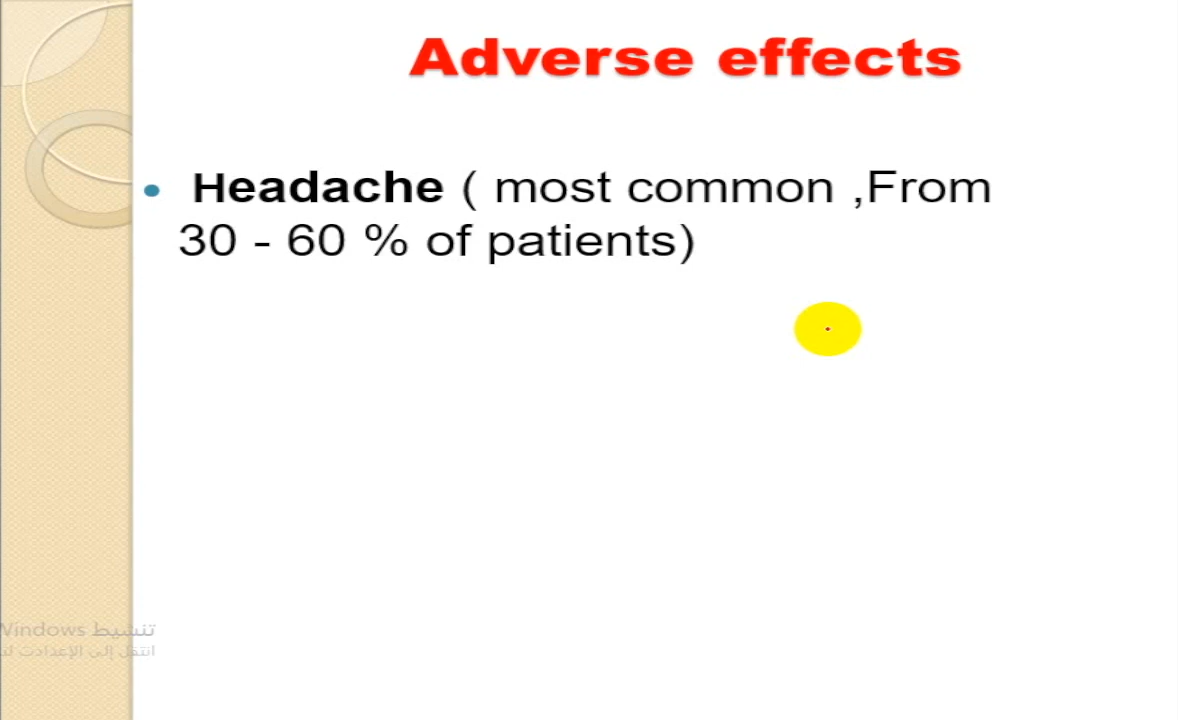 Adverse effects
• Headache ( most common ,From
30 - 60 % of patients)
تنشيط Windows
انتقل إلى الإعدادات